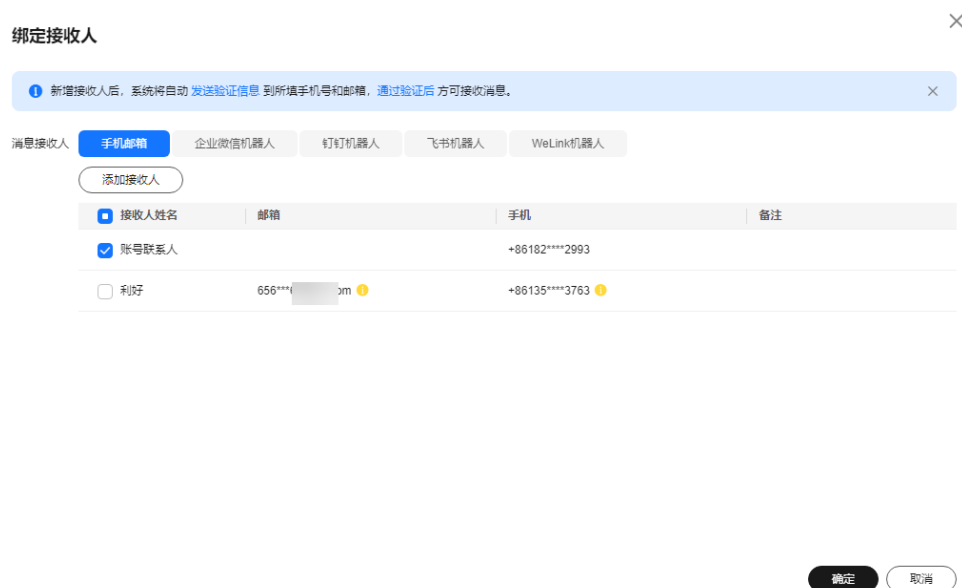 绑定接收人
新增接收人后，系统将自动 发送验证信息 到所填手机号和邮箱，通过验证后 方可接收消息。
消息接收人 手机邮箱 企业微信机器人 钉钉机器人 飞书机器人 WeLink机器人
添加接收人
接收人姓名 邮箱 手机 备注
账号联系人 +86182****2993
利好 656*** +86135****3763
确定 取消